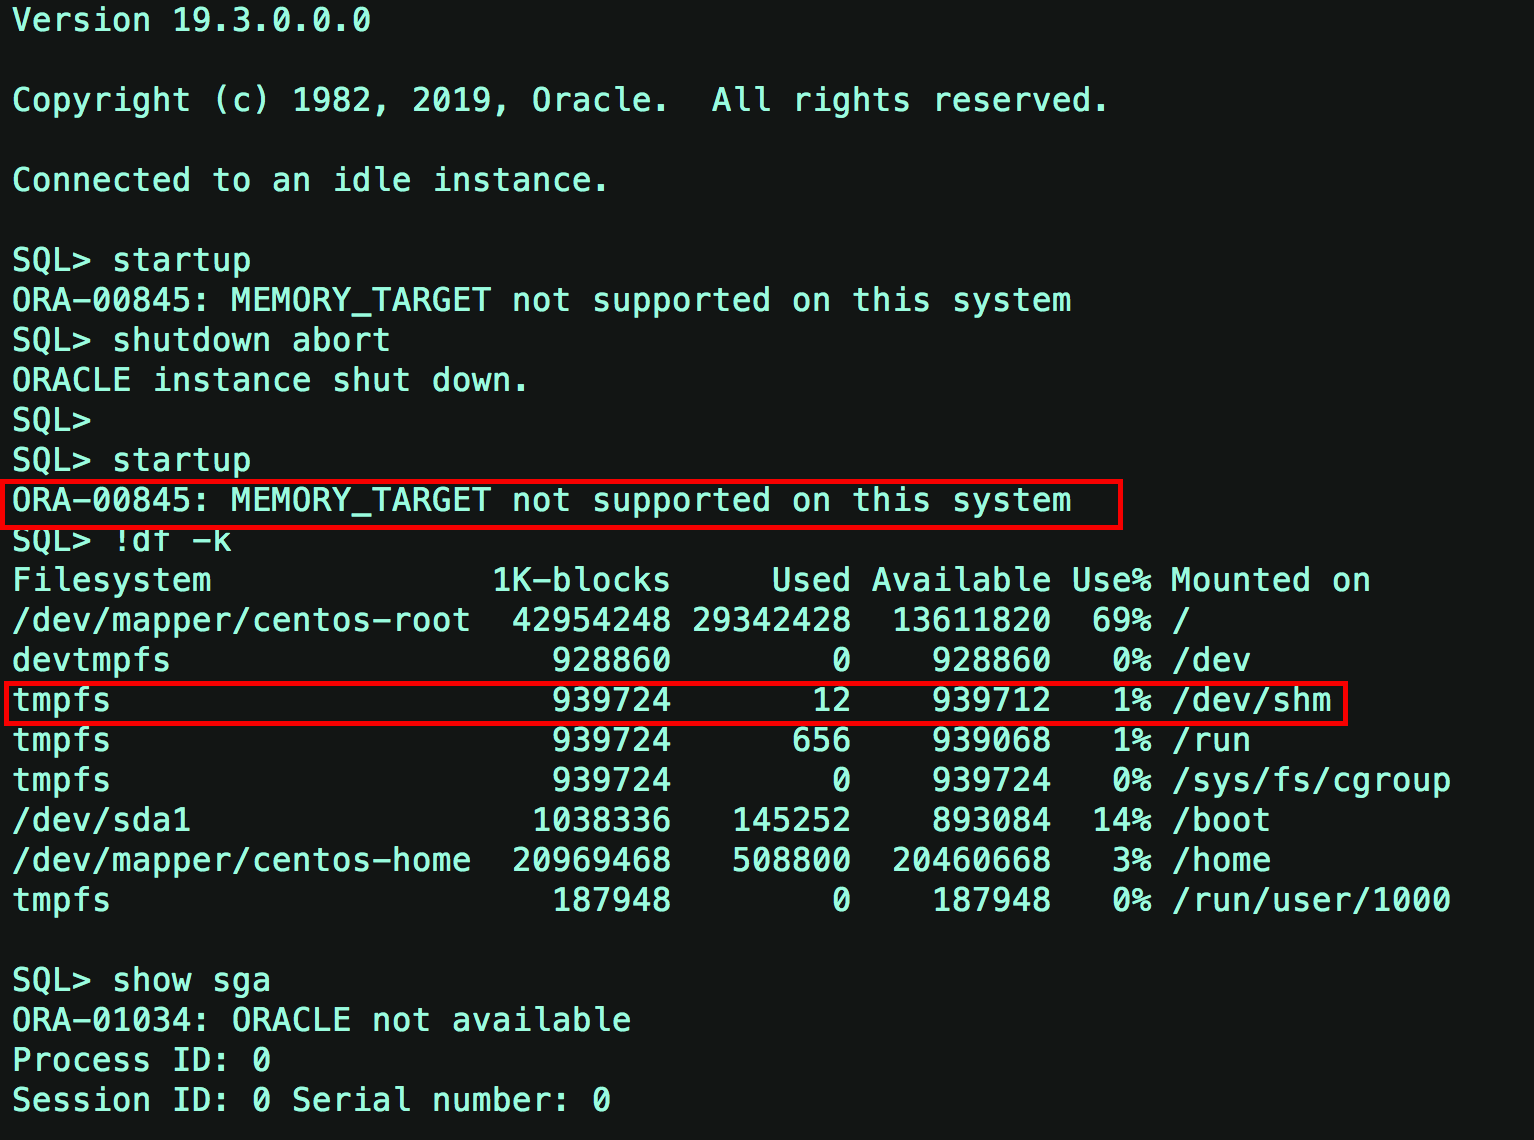 Version 19.3.0.0.0
Copyright (c) 1982, 2019, Oracle.  All rights reserved.
Connected to an idle instance.
SQL> startup
ORA-00845: MEMORY_TARGET not supported on this system
SQL> shutdown abort
ORACLE instance shut down.
SQL>
SQL> startup
ORA-00845: MEMORY_TARGET not supported on this system
SQL> !df -k
Filesystem              1K-blocks     Used Available Use% Mounted on
/dev/mapper/centos-root  42954248 29342428  13611820  69% /
devtmpfs                   928860        0    928860   0% /dev
tmpfs                      939724       12    939712   1% /dev/shm
tmpfs                      939724      656    939068   1% /run
tmpfs                      939724        0    939724   0% /sys/fs/cgroup
/dev/sda1                 1038336   145252    893084  14% /boot
/dev/mapper/centos-home  20969468   508800  20460668   3% /home
tmpfs                      187948        0    187948   0% /run/user/1000
SQL> show sga
ORA-01034: ORACLE not available
Process ID: 0
Session ID: 0 Serial number: 0